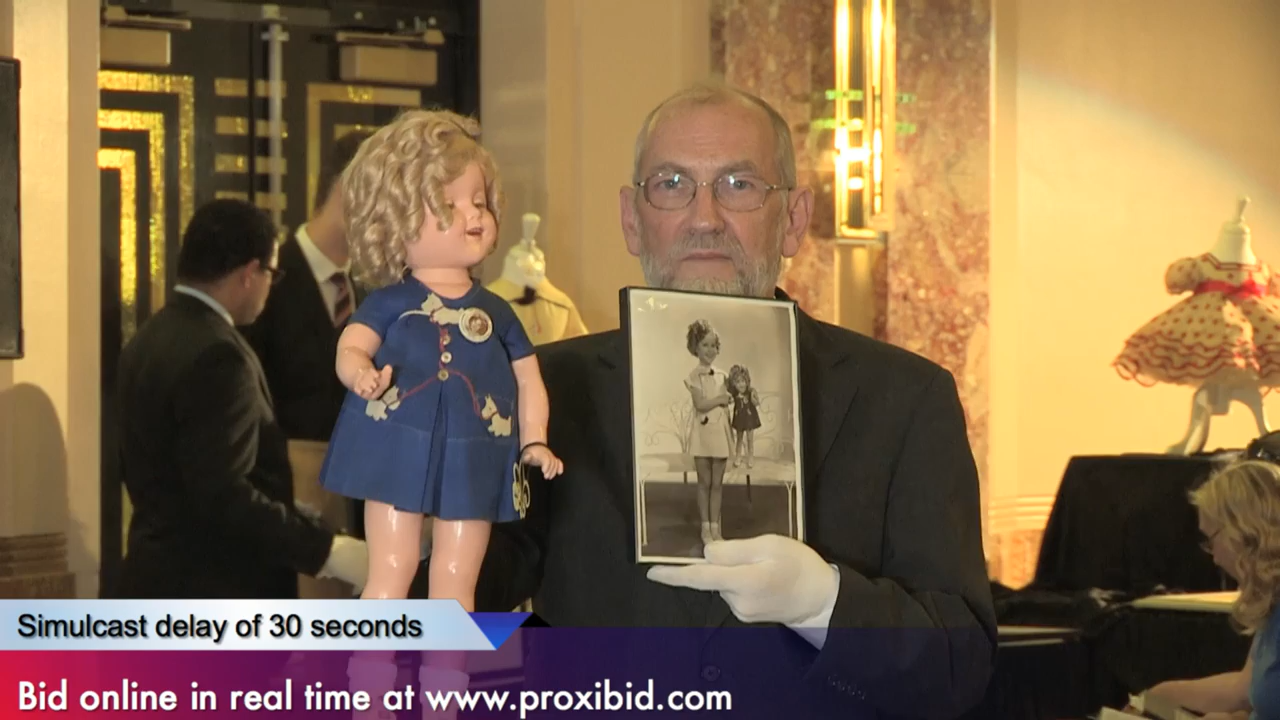 Simulcast delay of 30 seconds
Bid online in real time at www.proxibid.com